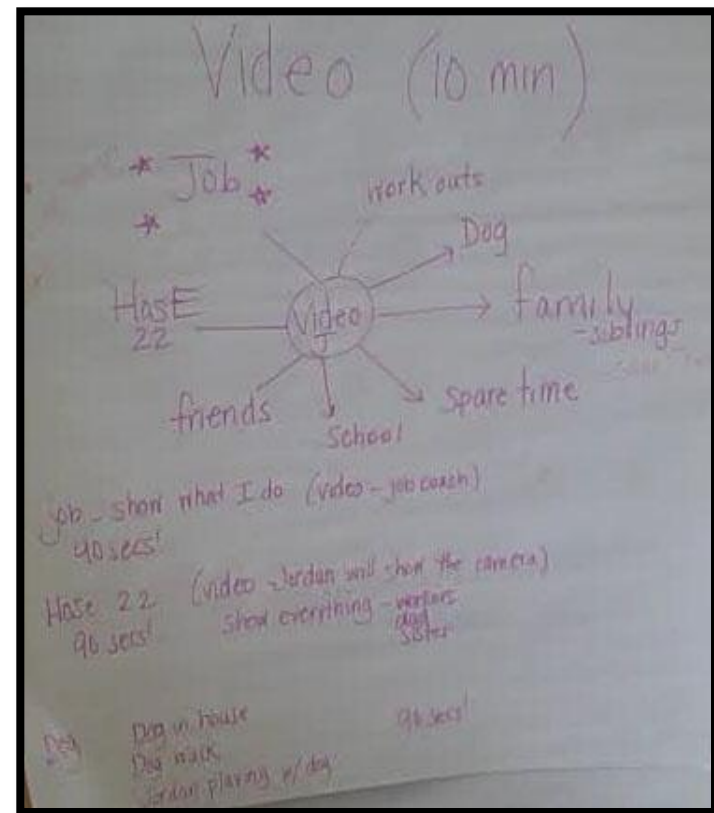 Video (10 min)
* Job *
* *
work outs
Dog
HosE
22
Video
J
family
- siblings
friends
School
spare time
job - show what I do (video - job coach)
90 secs!
Hose 22 (video - Jordan will show the camera)
90 secs! show everything - workers
dad
sister
Dog Dog in house 90 secs!
Dog walk
Jordan playing w/ dog